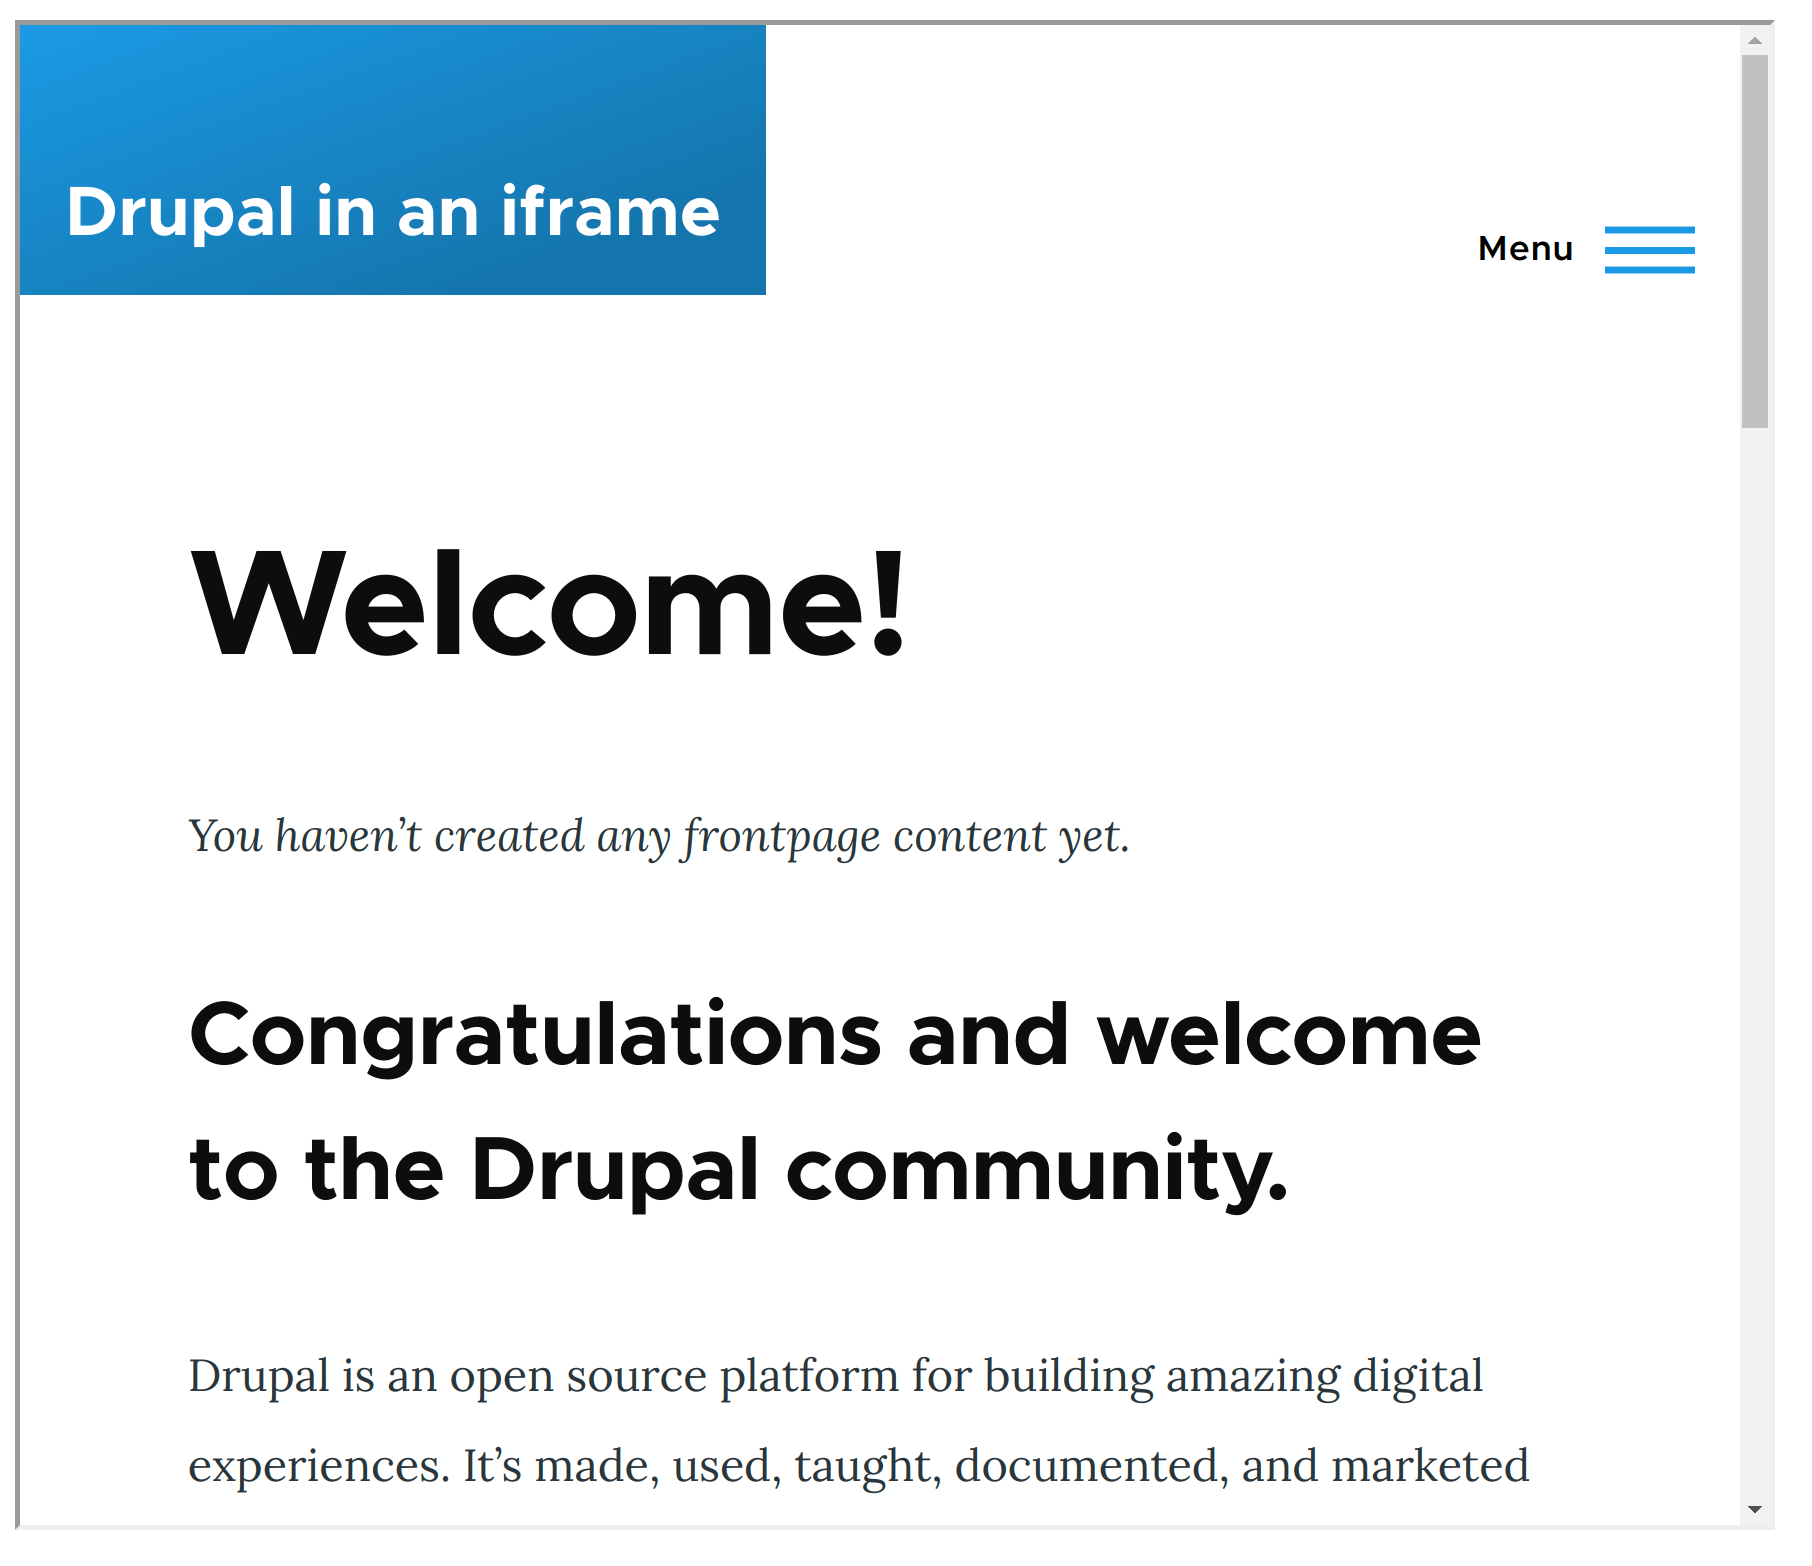 Drupal in an iframe
Menu
Welcome!
You haven’t created any frontpage content yet.
Congratulations and welcome
to the Drupal community.
Drupal is an open source platform for building amazing digital
experiences. It’s made, used, taught, documented, and marketed